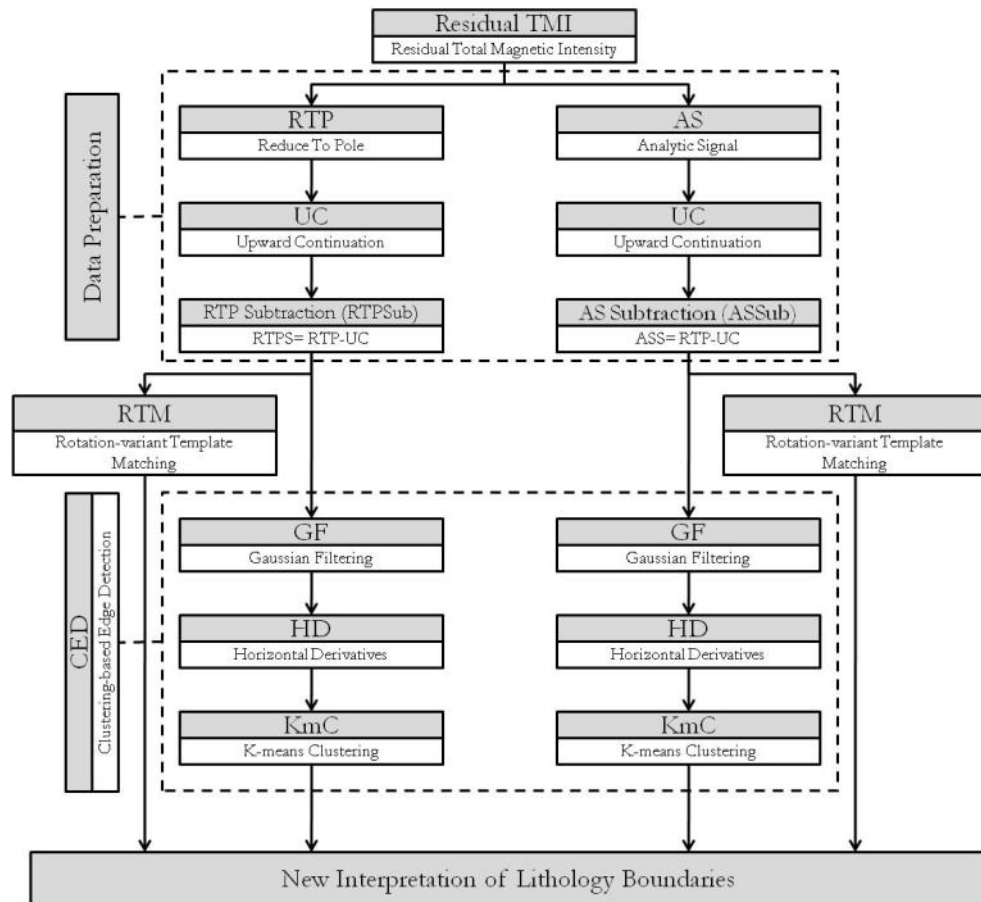 Residual TMI
Residual Total Magnetic Intensity
Data Preparation
RTP
Reduce To Pole
AS
Analytic Signal
UC
Upward Continuation
UC
Upward Continuation
RTP Subtraction (RTPSub)
RTPS= RTP-UC
AS Subtraction (ASSub)
ASS= RTP-UC
RTM
Rotation-variant Template
Matching
RTM
Rotation-variant Template
Matching
CED
Clustering-based Edge Detection
GF
Gaussian Filtering
GF
Gaussian Filtering
HD
Horizontal Derivatives
HD
Horizontal Derivatives
KmC
K-means Clustering
KmC
K-means Clustering
New Interpretation of Lithology Boundaries